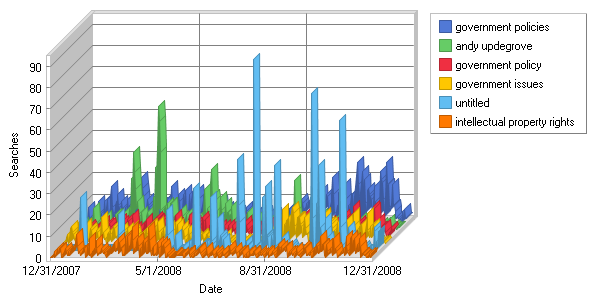 government policies
andy updegrove
government policy
government issues
untitled
intellectual property rights
Searches
90
80
70
60
50
40
30
20
10
0
12/31/2007 5/1/2008 8/31/2008 12/31/2008
Date